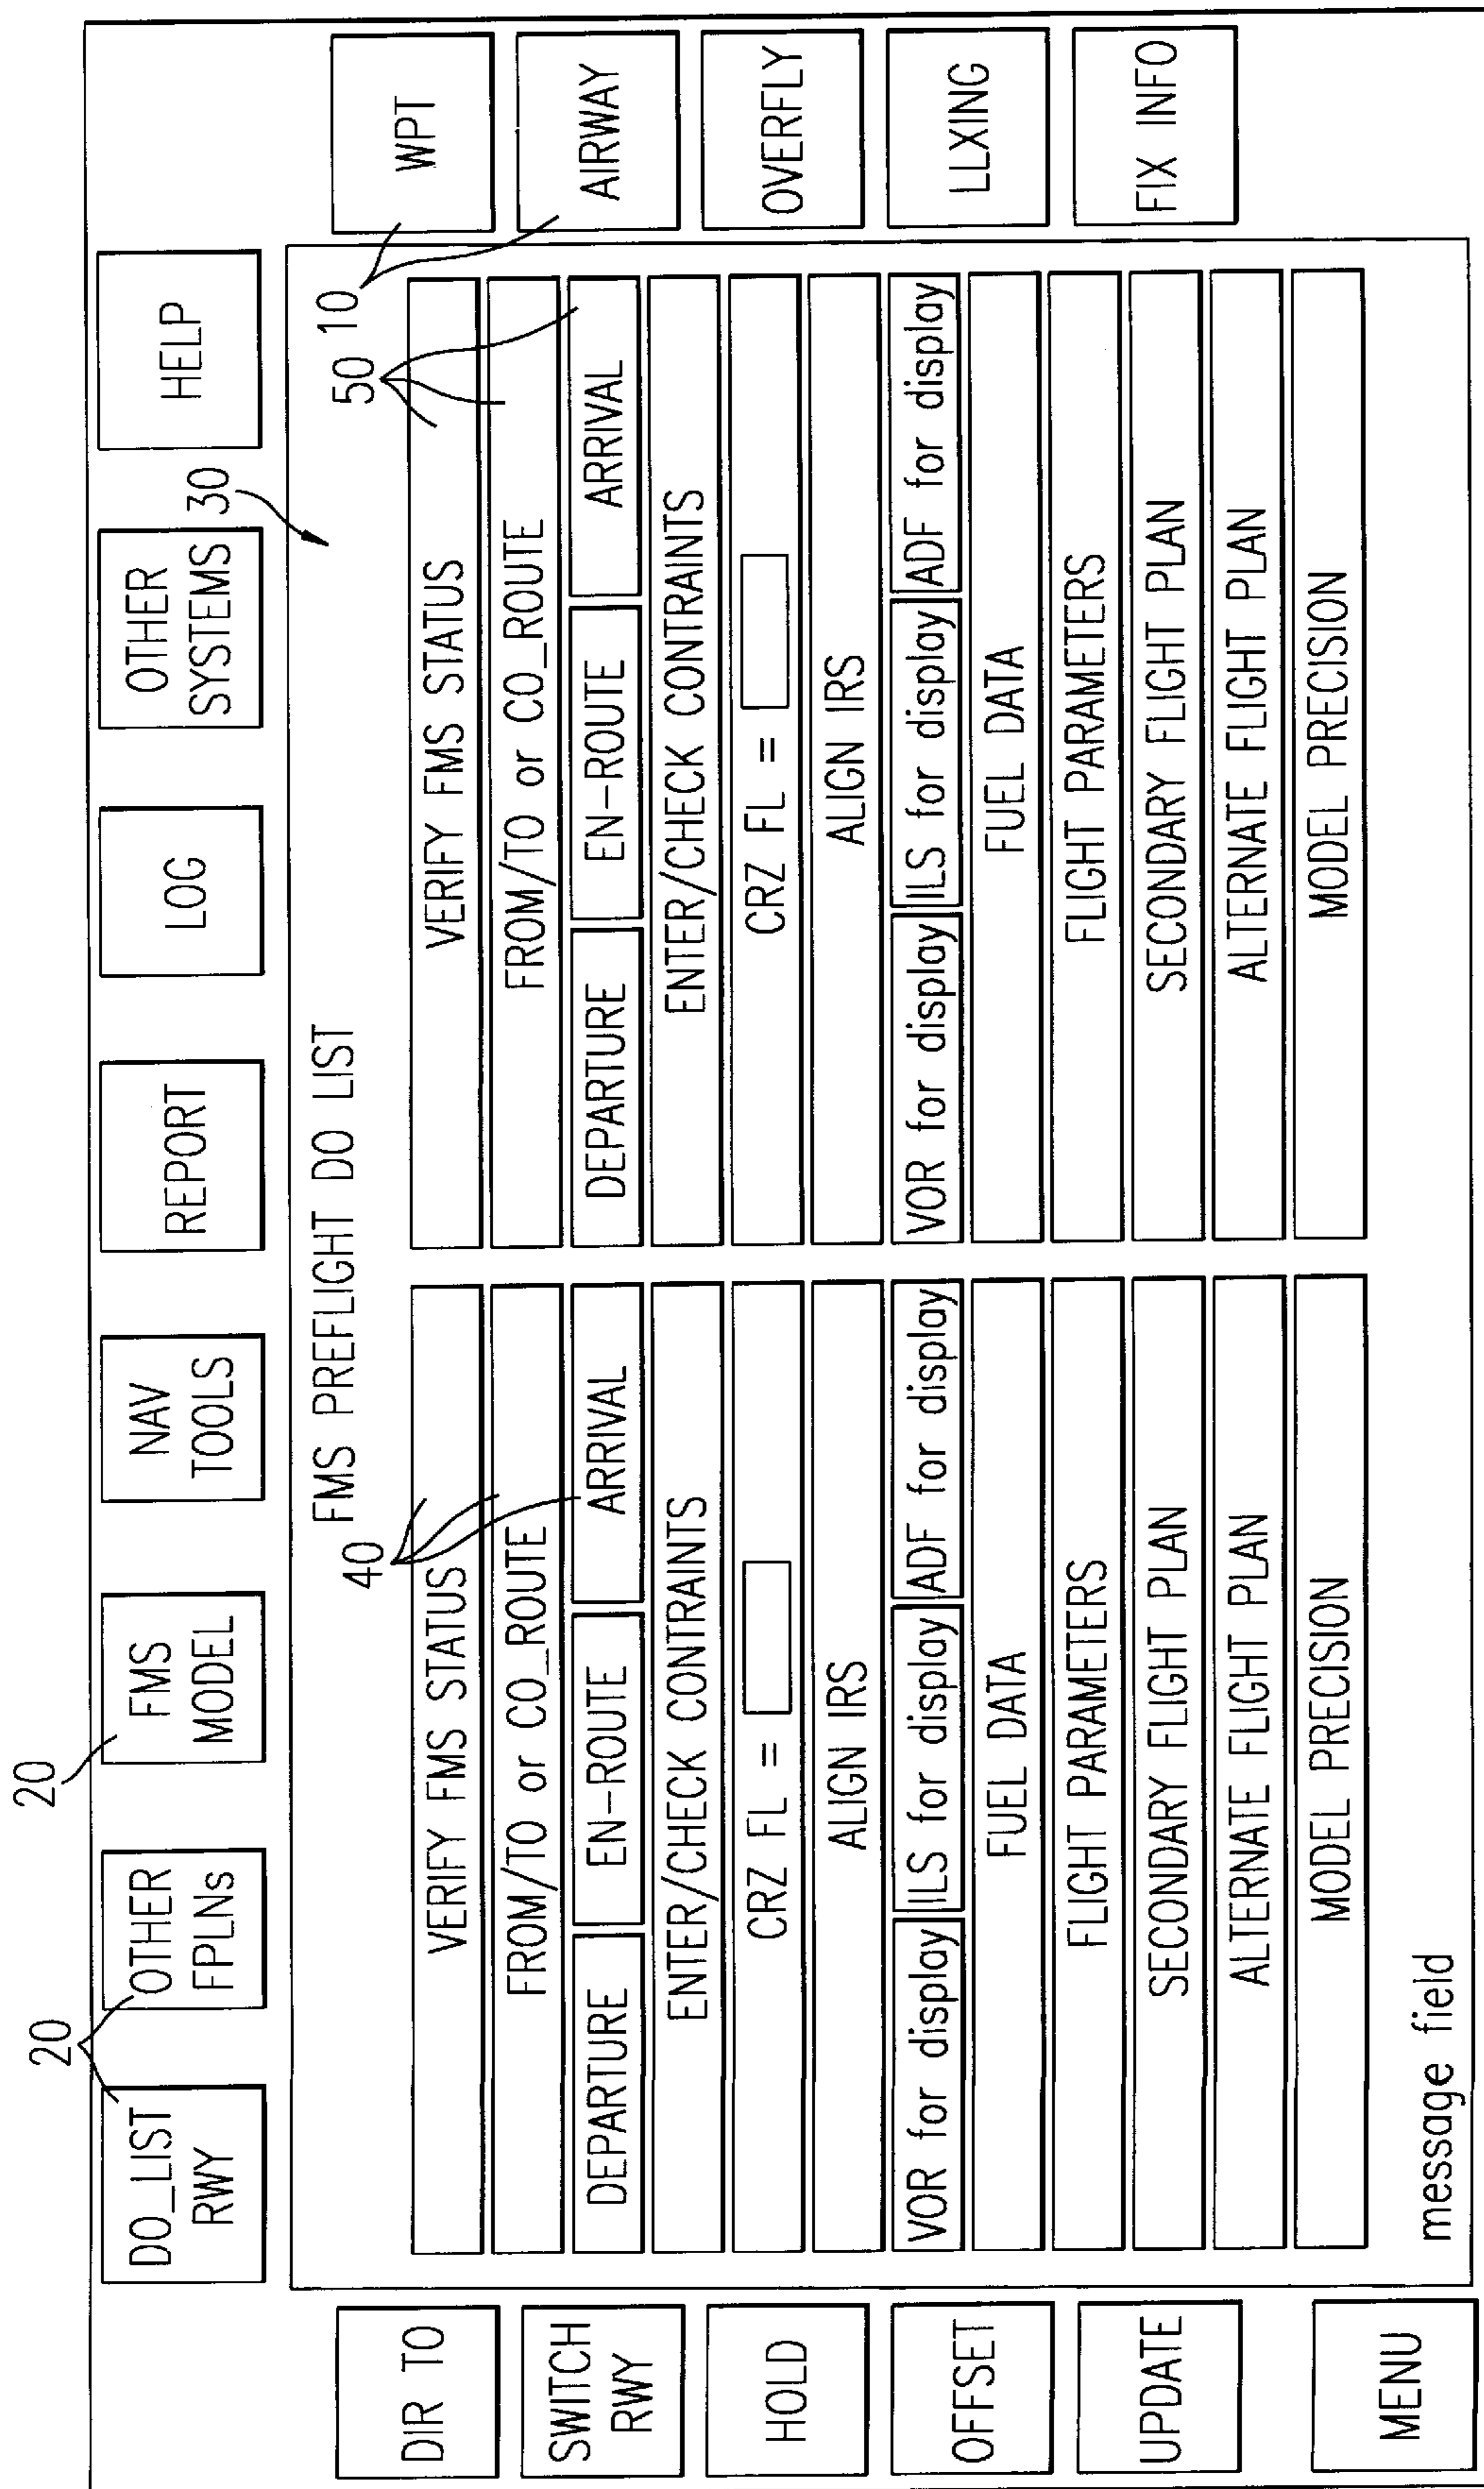 20
20
DO_LIST
RWY
OTHER
FPLNs
FMS
MODEL
NAV
TOOLS
REPORT
LOG
OTHER
SYSTEMS
HELP
30
DIR TO
SWITCH
RWY
HOLD
OFFSET
UPDATE
MENU
FMS PREFLIGHT DO LIST
40
VERIFY FMS STATUS
FROM/TO or CO_ROUTE
DEPARTURE
EN-ROUTE
ARRIVAL
ENTER/CHECK CONTRAINTS
CRZ FL =
ALIGN IRS
VOR for display
ILS for display
ADF for display
FUEL DATA
FLIGHT PARAMETERS
SECONDARY FLIGHT PLAN
ALTERNATE FLIGHT PLAN
MODEL PRECISION
50
VERIFY FMS STATUS
FROM/TO or CO_ROUTE
DEPARTURE
EN-ROUTE
ARRIVAL
ENTER/CHECK CONTRAINTS
CRZ FL =
ALIGN IRS
VOR for display
ILS for display
ADF for display
FUEL DATA
FLIGHT PARAMETERS
SECONDARY FLIGHT PLAN
ALTERNATE FLIGHT PLAN
MODEL PRECISION
message field
10
WPT
AIRWAY
OVERFLY
LLXING
FIX INFO